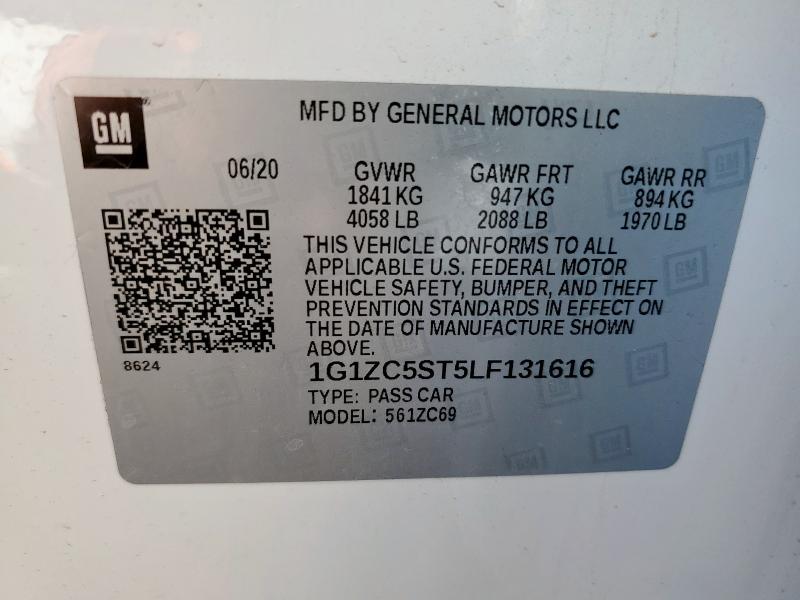 GM
MFD BY GENERAL MOTORS LLC
06/20 GVWR GAWR FRT GAWR RR
1841 KG 947 KG 894 KG
4058 LB 2088 LB 1970 LB
THIS VEHICLE CONFORMS TO ALL
APPLICABLE U.S. FEDERAL MOTOR
VEHICLE SAFETY, BUMPER, AND THEFT
PREVENTION STANDARDS IN EFFECT ON
THE DATE OF MANUFACTURE SHOWN
ABOVE.
8624
1G1ZC5ST5LF131616
TYPE: PASS CAR
MODEL: 561ZC69